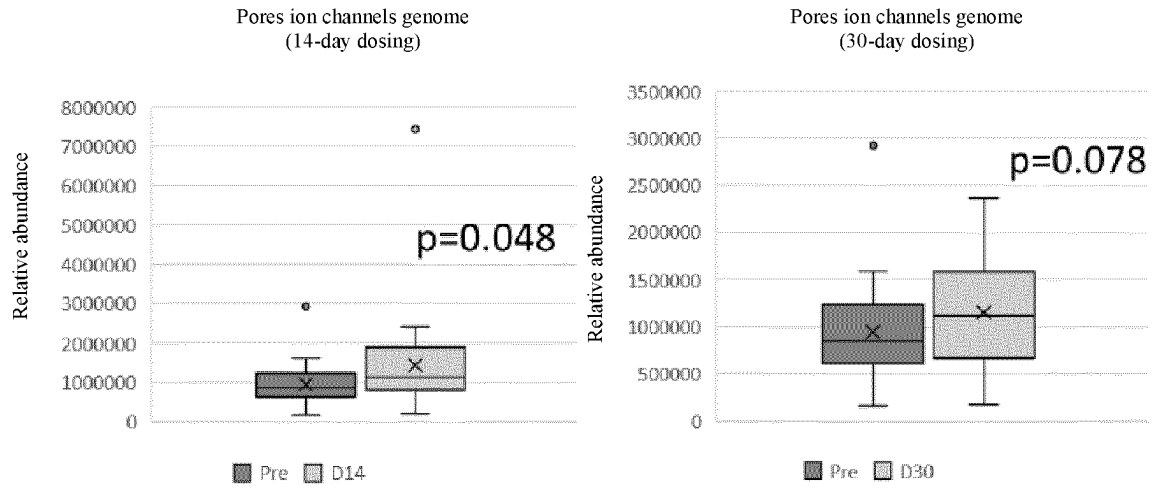 Pores ion channels genome
(14-day dosing)
Relative abundance
8000000
7000000
6000000
5000000
4000000
3000000
2000000
1000000
0
p=0.048
Pre D14
Pores ion channels genome
(30-day dosing)
Relative abundance
3500000
3000000
2500000
2000000
1500000
1000000
500000
0
p=0.078
Pre D30